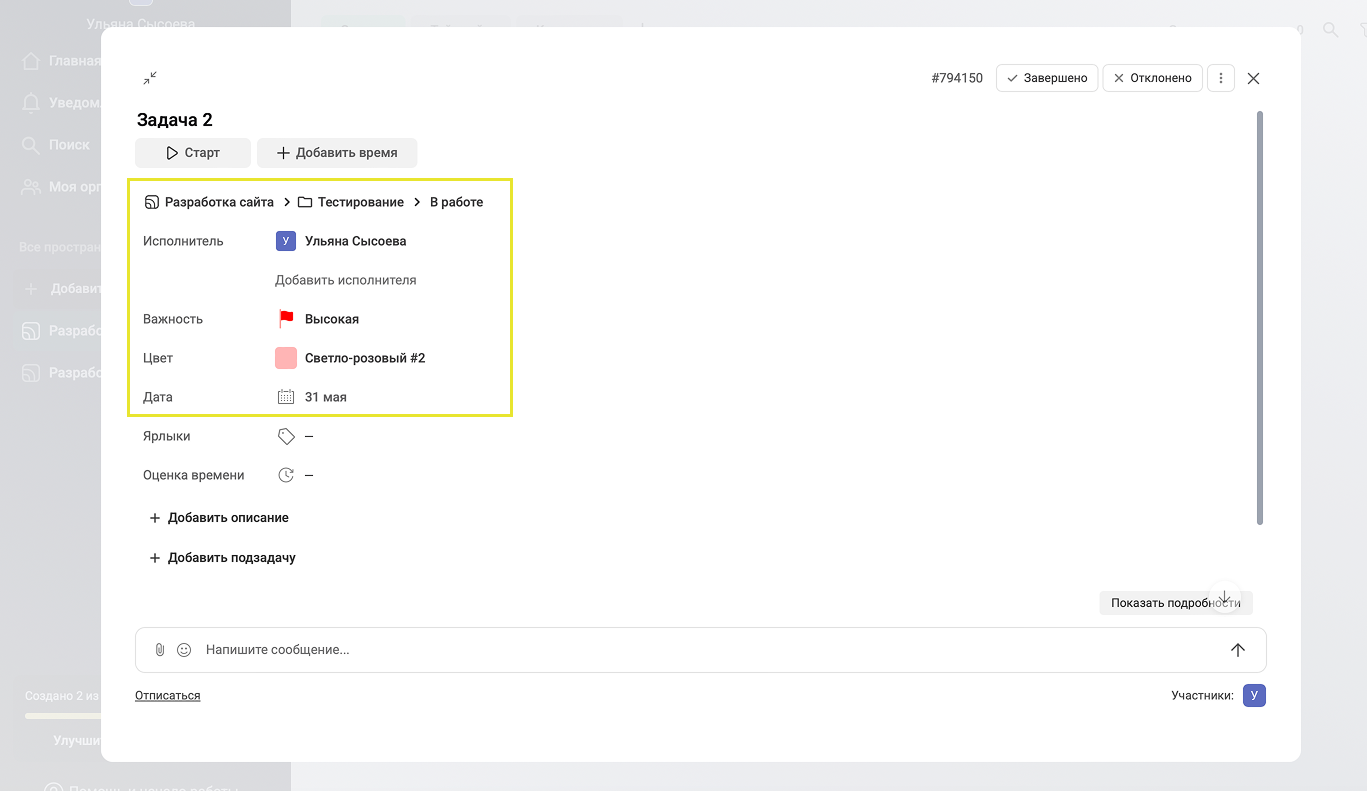 Ульяна Сысоева
Главная
#794150
Завершено
Отклонено
Уведом
Задача 2
Поиск
Старт
Добавить время
Моя орг
Разработка сайта
Тестирование
В работе
Все простран
Исполнитель
У
Ульяна Сысоева
Добавить исполнителя
Добавит
Важность
Высокая
Разрабо
Цвет
Светло-розовый #2
Разрабо
Дата
31 мая
Ярлыки
–
Оценка времени
–
Добавить описание
Добавить подзадачу
Показать подробности
Напишите сообщение...
Создано 2 из
Отписаться
Участники:
У
Улучши